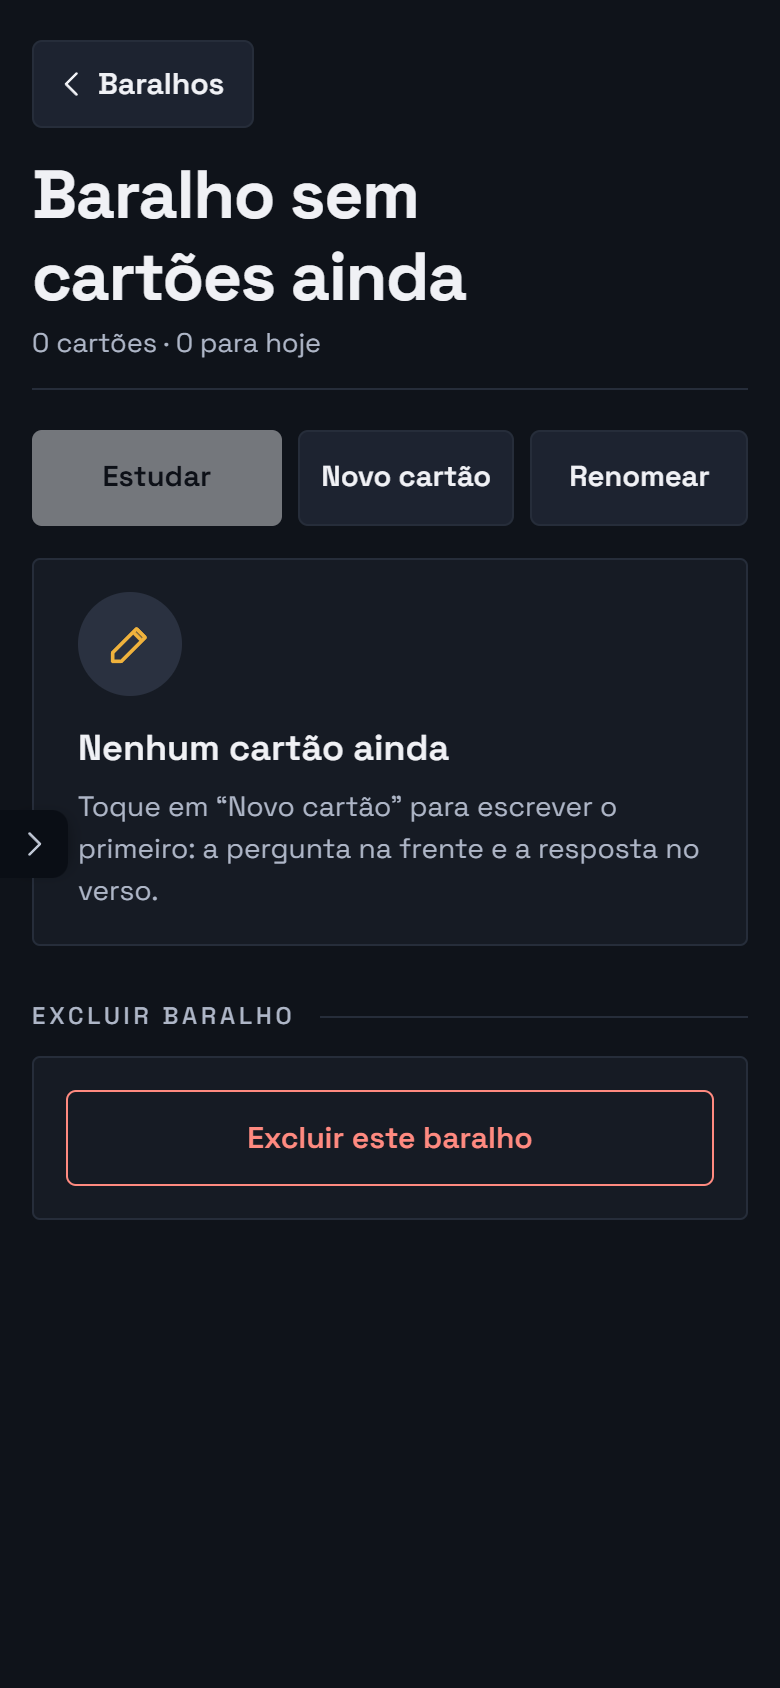 Baralhos
Baralho sem
cartões ainda
0 cartões · 0 para hoje
Estudar
Novo cartão
Renomear
Nenhum cartão ainda
Toque em “Novo cartão” para escrever o
primeiro: a pergunta na frente e a resposta no
verso.
EXCLUIR BARALHO
Excluir este baralho